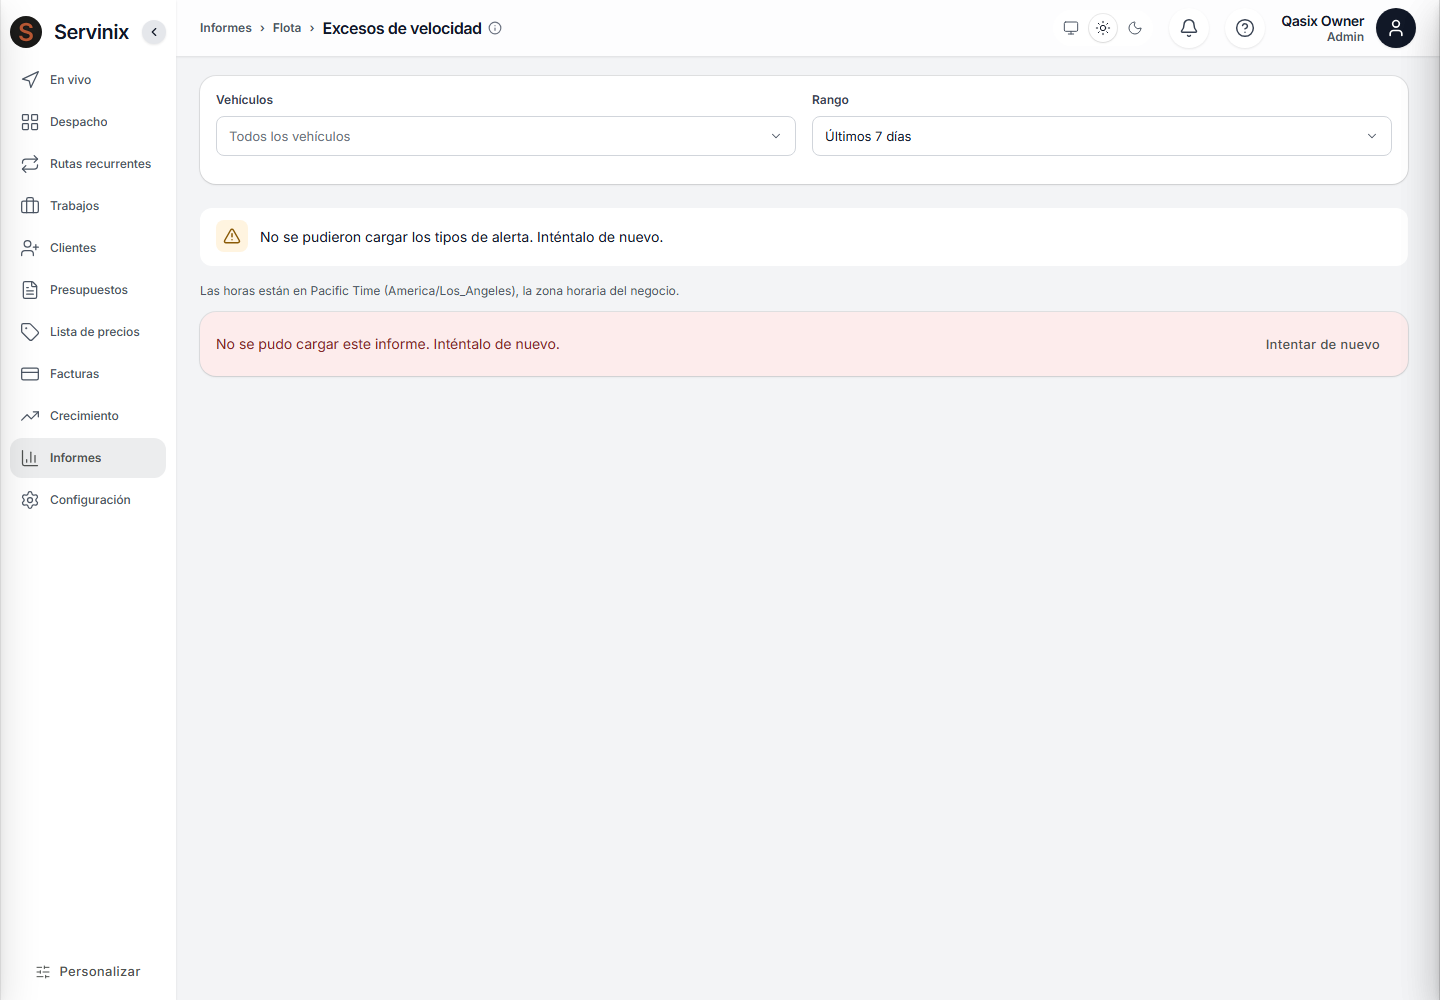 S Servinix
En vivo
Despacho
Rutas recurrentes
Trabajos
Clientes
Presupuestos
Lista de precios
Facturas
Crecimiento
Informes
Configuración
Personalizar
Informes › Flota › Excesos de velocidad
Qasix Owner
Admin
Vehículos
Todos los vehículos
Rango
Últimos 7 días
No se pudieron cargar los tipos de alerta. Inténtalo de nuevo.
Las horas están en Pacific Time (America/Los_Angeles), la zona horaria del negocio.
No se pudo cargar este informe. Inténtalo de nuevo.
Intentar de nuevo